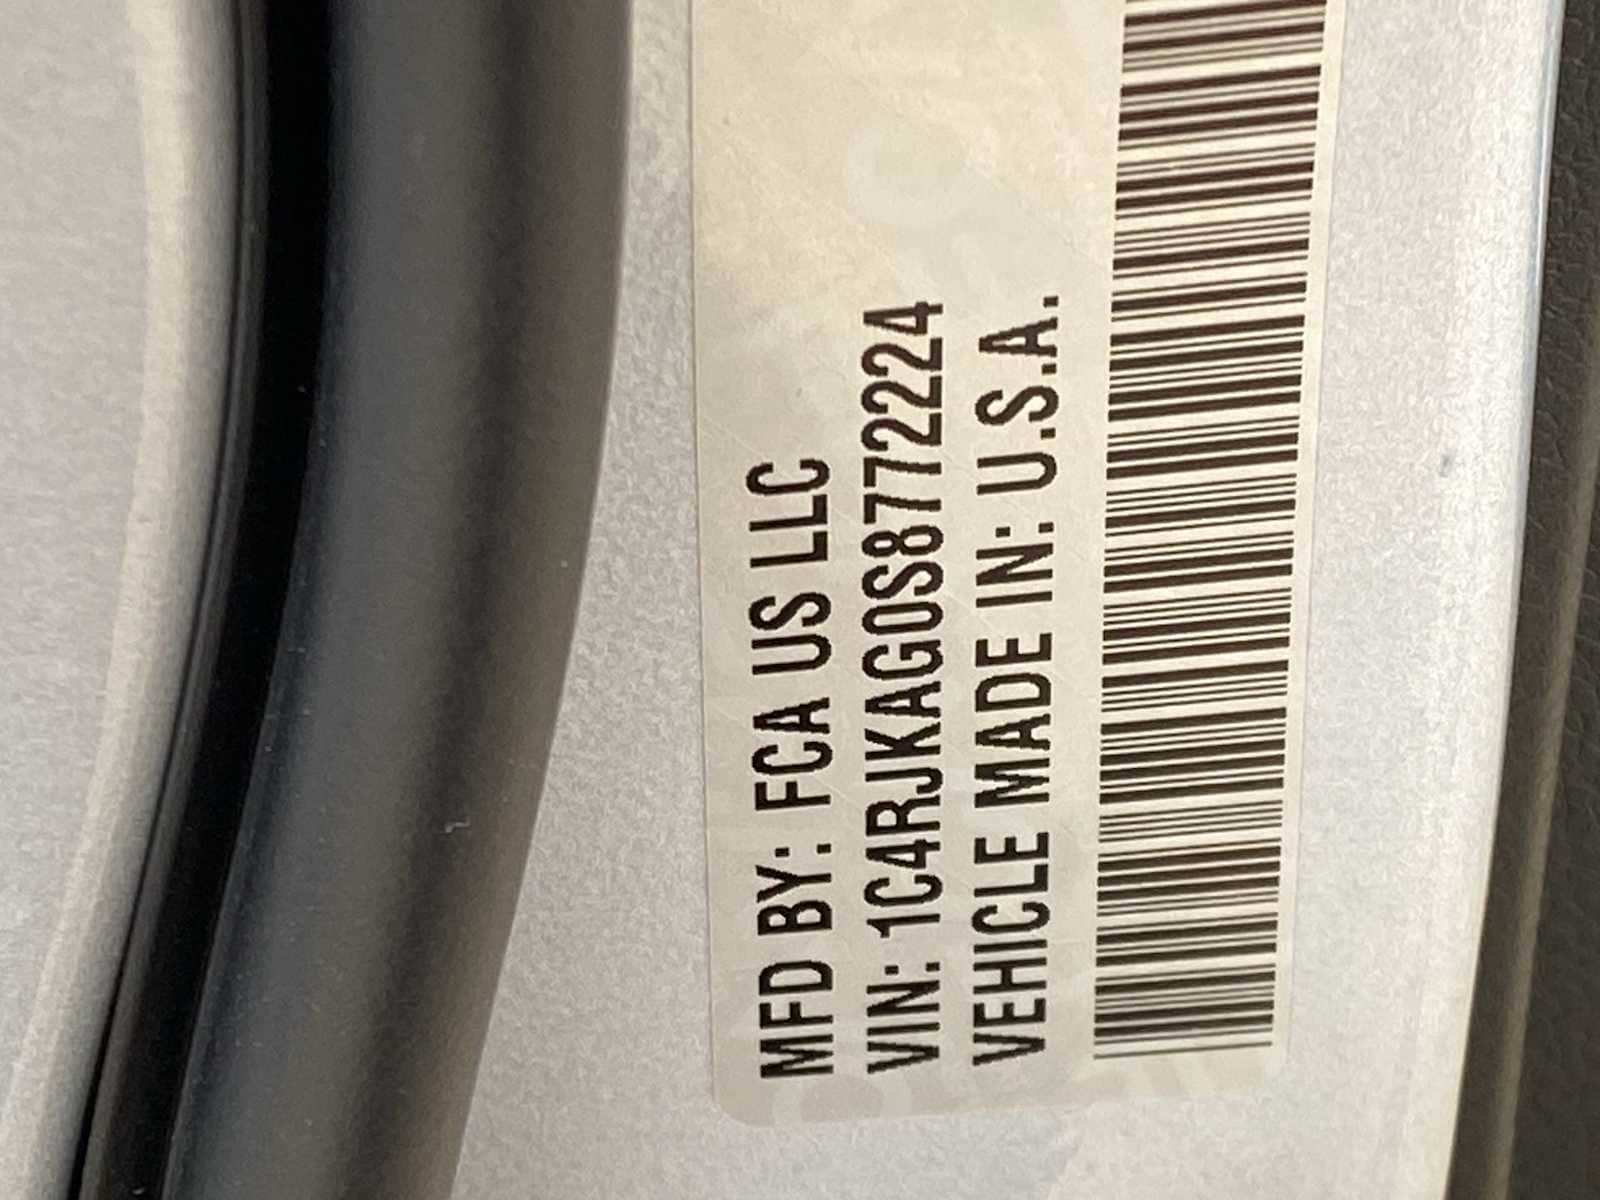 MFD BY: FCA US LLC
VIN: 1C4RJKAG0S8772224
VEHICLE MADE IN: U.S.A.